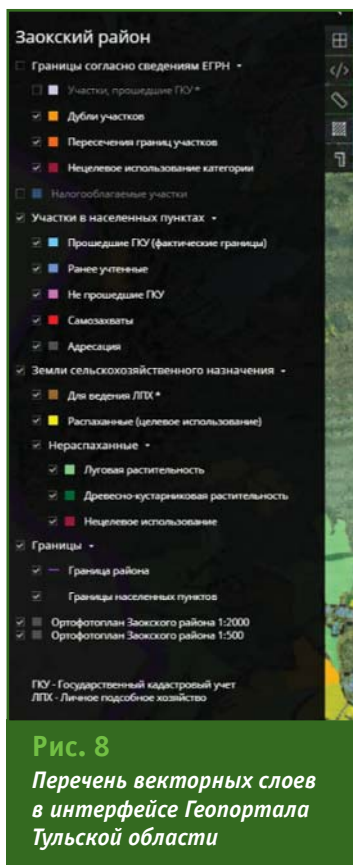 Заокский район
Границы согласно сведениям ЕГРН
Участки, прошедшие ГКУ *
Дубли участков
Пересечения границ участков
Нецелевое использование категории
Налогооблагаемые участки
Участки в населенных пунктах
Прошедшие ГКУ (фактические границы)
Ранее учтенные
Не прошедшие ГКУ
Самозахваты
Адресация
Земли сельскохозяйственного назначения
Для ведения ЛПХ *
Распаханные (целевое использование)
Нераспаханные
Луговая растительность
Древесно-кустарниковая растительность
Нецелевое использование
Границы
Граница района
Границы населенных пунктов
Ортофотоплан Заокского района 1:2000
Ортофотоплан Заокского района 1:500
ГКУ - Государственный кадастровый учет
ЛПХ - Личное подсобное хозяйство
Рис. 8
Перечень векторных слоев
в интерфейсе Геопортала
Тульской области